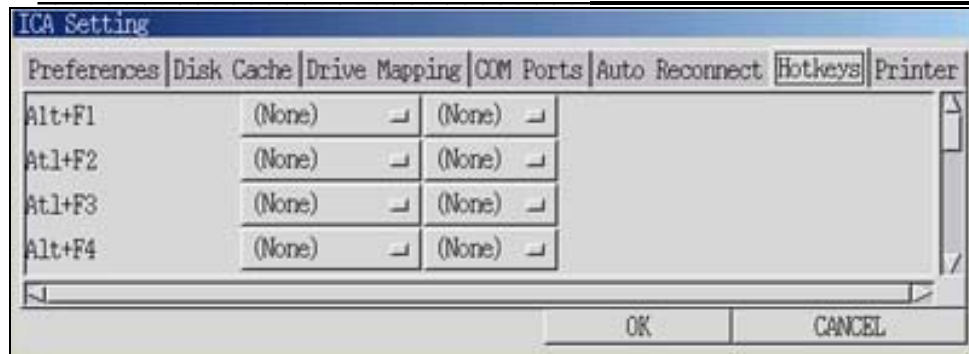 ICA Setting
Preferences Disk Cache Drive Mapping COM Ports Auto Reconnect Hotkeys Printer
Alt+F1 (None) (None)
Atl+F2 (None) (None)
Atl+F3 (None) (None)
Alt+F4 (None) (None)
OK CANCEL